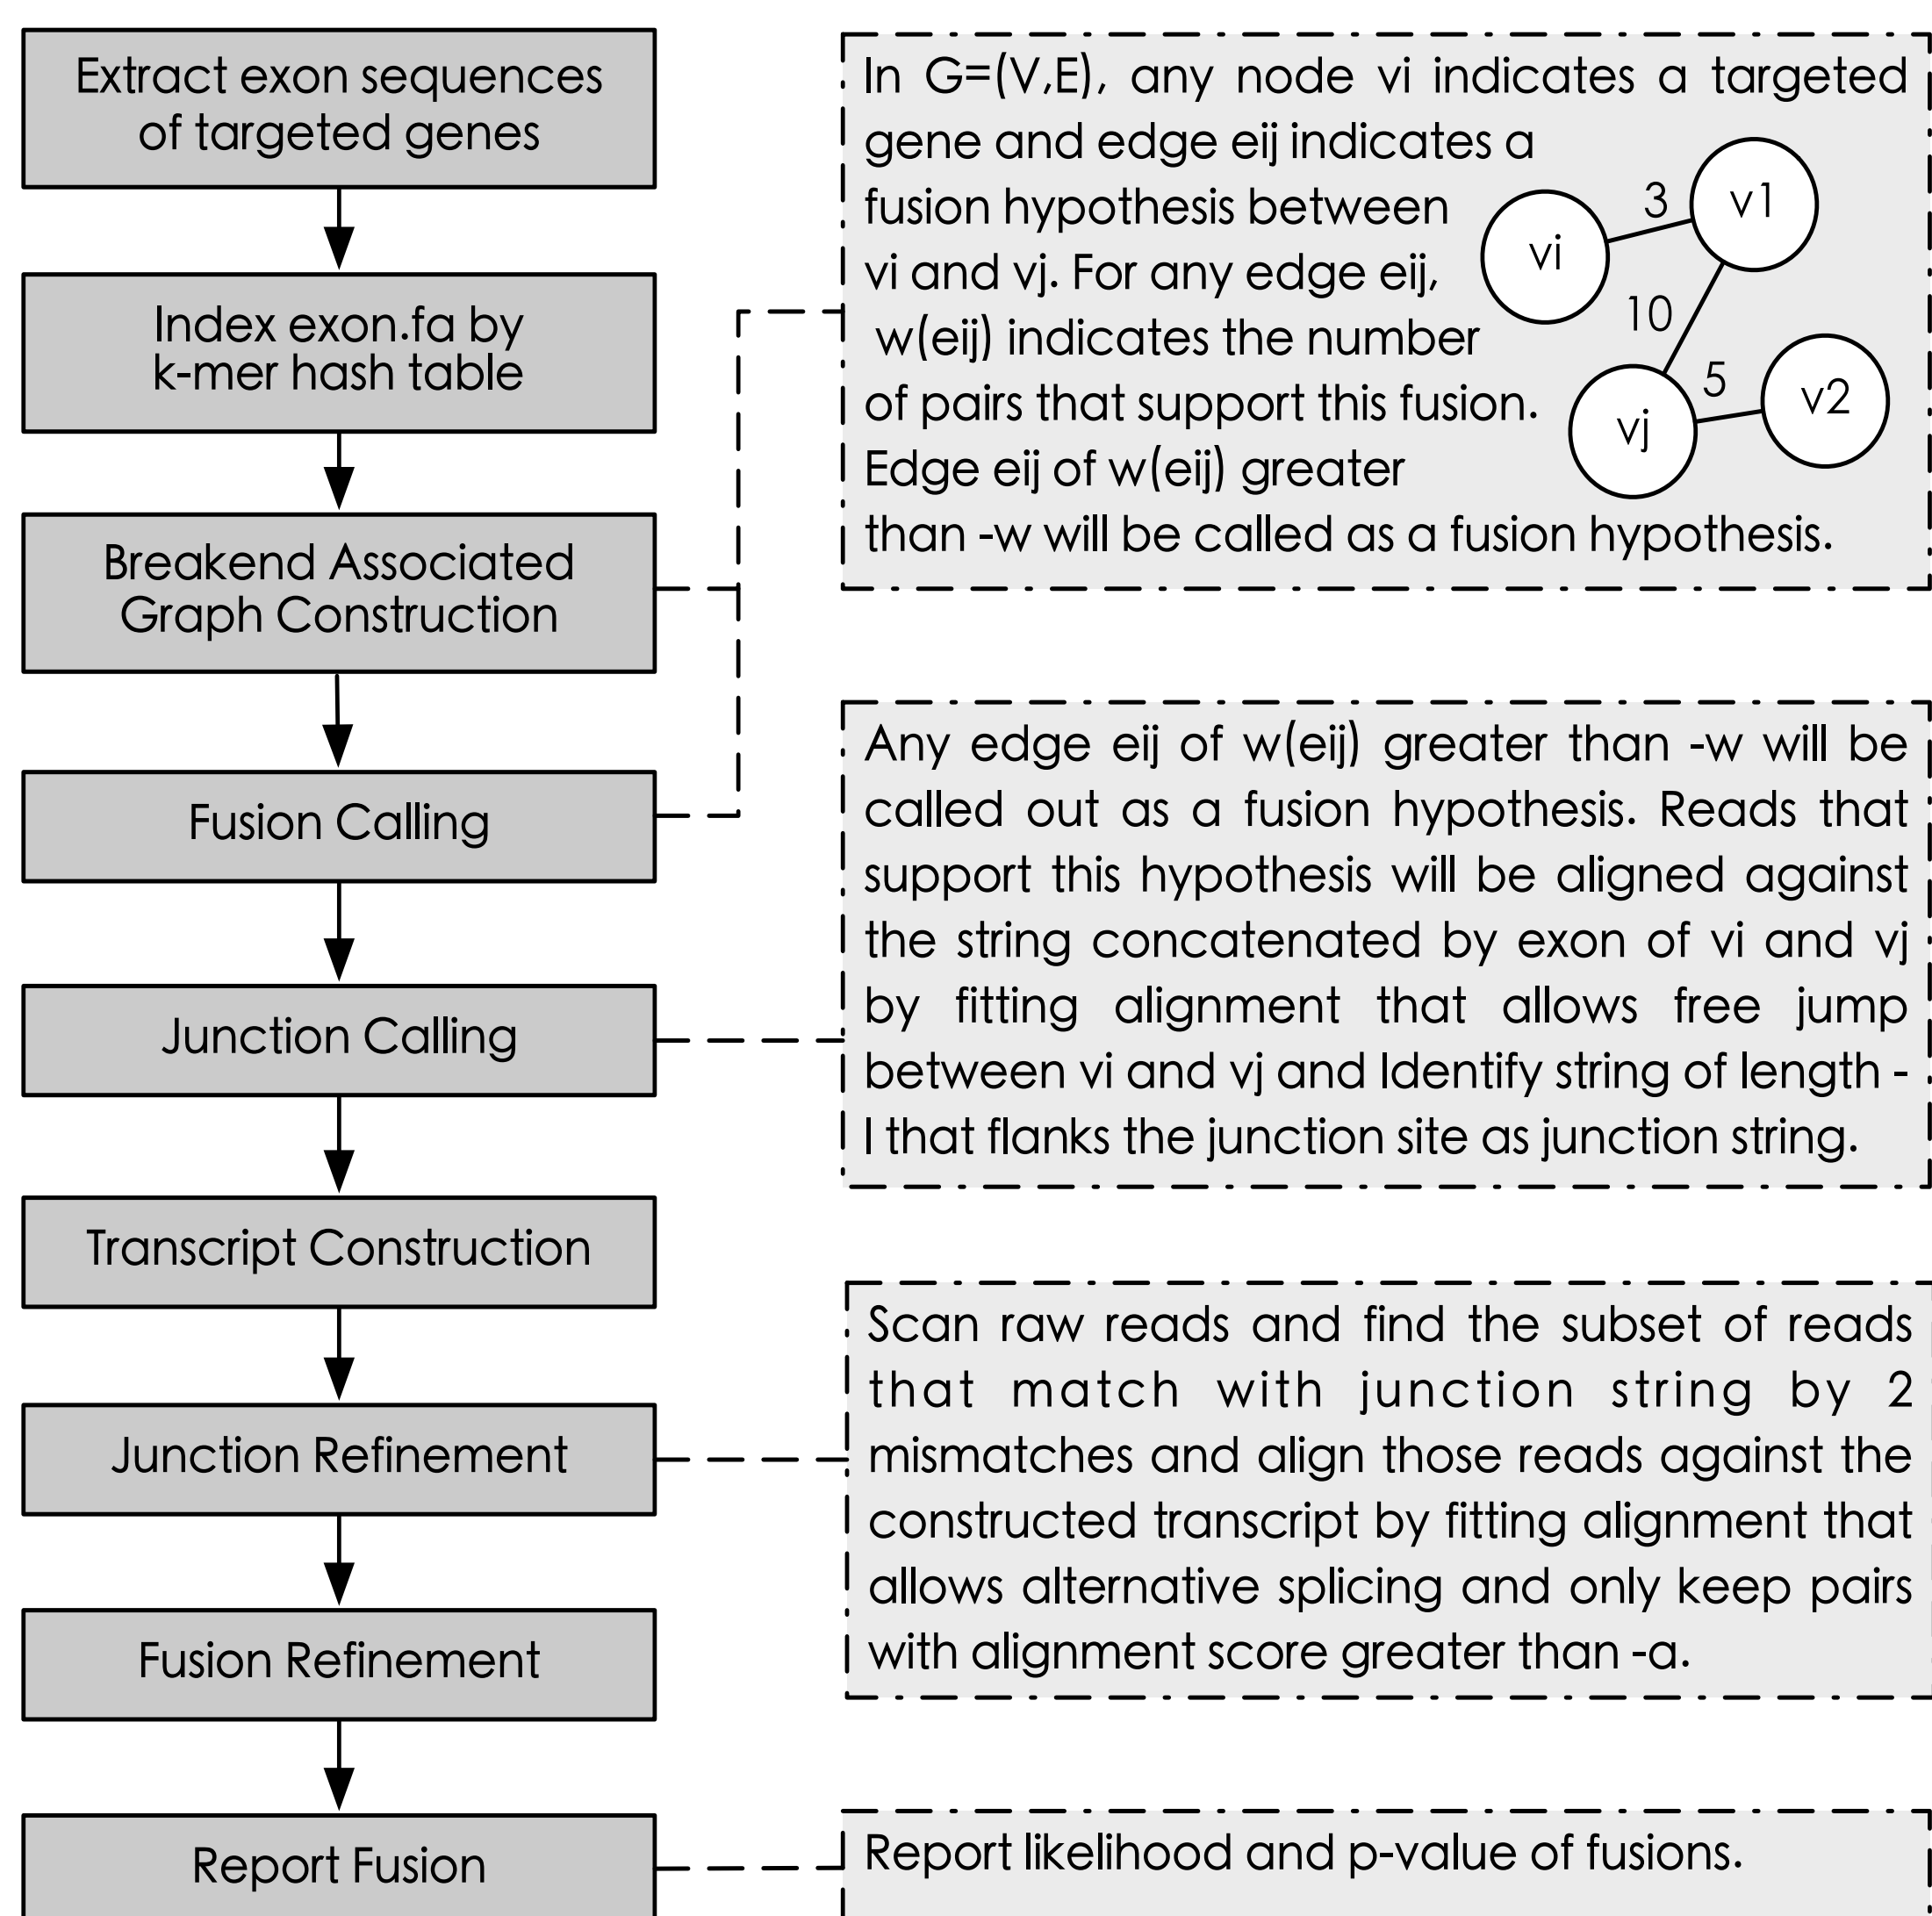 Extract exon sequences
of targeted genes
Index exon.fa by
k-mer hash table
Breakend Associated
Graph Construction
Fusion Calling
Junction Calling
Transcript Construction
Junction Refinement
Fusion Refinement
Report Fusion
In G=(V,E), any node vi indicates a targeted
gene and edge eij indicates a
fusion hypothesis between
vi and vj. For any edge eij,
w(eij) indicates the number
of pairs that support this fusion.
Edge eij of w(eij) greater
than -w will be called as a fusion hypothesis.
vi
3
v1
10
vj
5
v2
Any edge eij of w(eij) greater than -w will be
called out as a fusion hypothesis. Reads that
support this hypothesis will be aligned against
the string concatenated by exon of vi and vj
by fitting alignment that allows free jump
between vi and vj and Identify string of length -
l that flanks the junction site as junction string.
Scan raw reads and find the subset of reads
that match with junction string by 2
mismatches and align those reads against the
constructed transcript by fitting alignment that
allows alternative splicing and only keep pairs
with alignment score greater than -a.
Report likelihood and p-value of fusions.